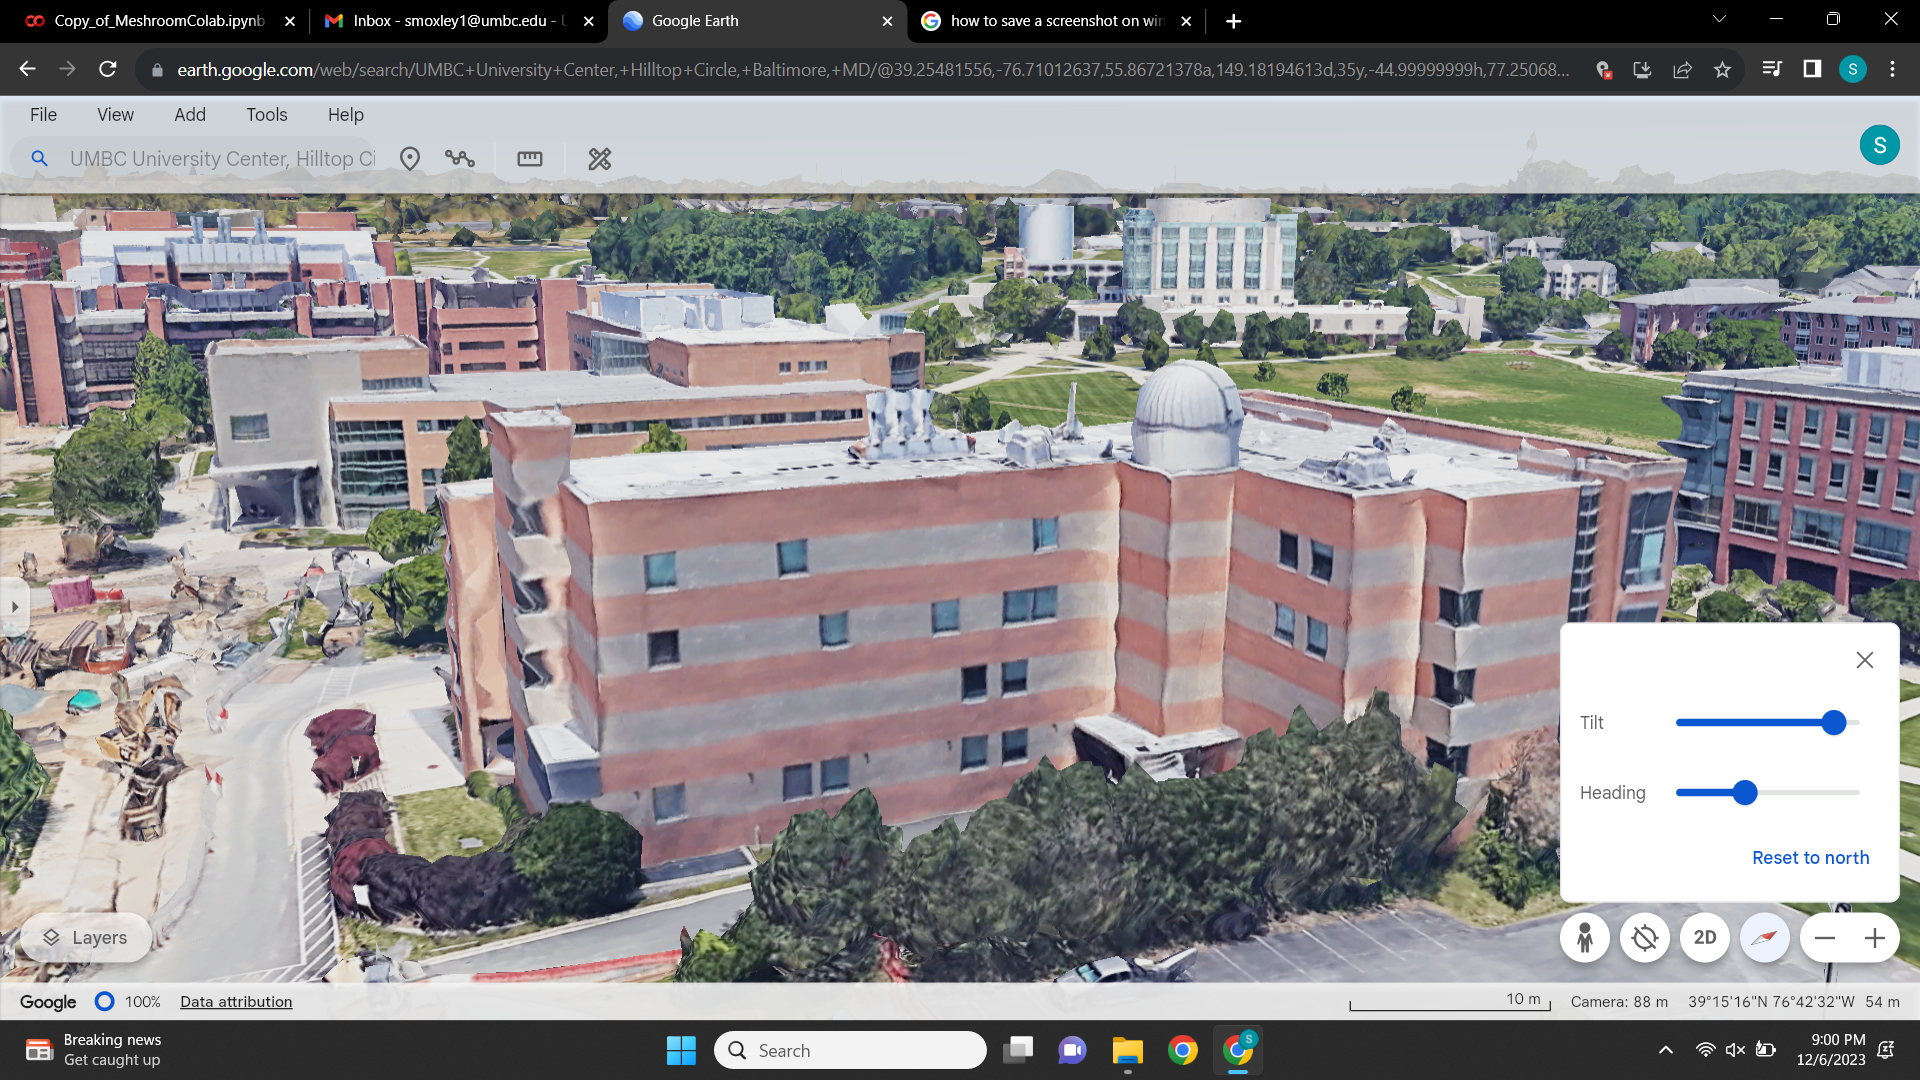 Copy_of_MeshroomColab.ipynb
Inbox - smoxley1@umbc.edu - U
Google Earth
how to save a screenshot on win
earth.google.com/web/search/UMBC+University+Center,+Hilltop+Circle,+Baltimore,+MD/@39.25481556,-76.71012637,55.86721378a,149.18194613d,35y,-44.99999999h,77.25068...
S
File View Add Tools Help
UMBC University Center, Hilltop Ci
S
Tilt
Heading
Reset to north
Layers
2D
Google 100% Data attribution
10 m Camera: 88 m 39°15'16"N 76°42'32"W 54 m
Breaking news
Get caught up
Search
S
9:00 PM
12/6/2023